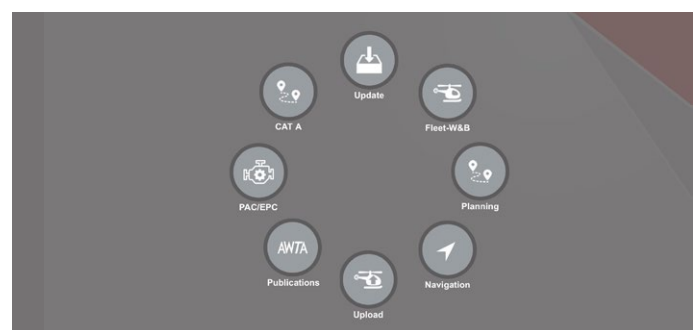 Update
CAT A
Fleet-W&B
PAC/EPC
Planning
AWTA
Publications
Navigation
Upload